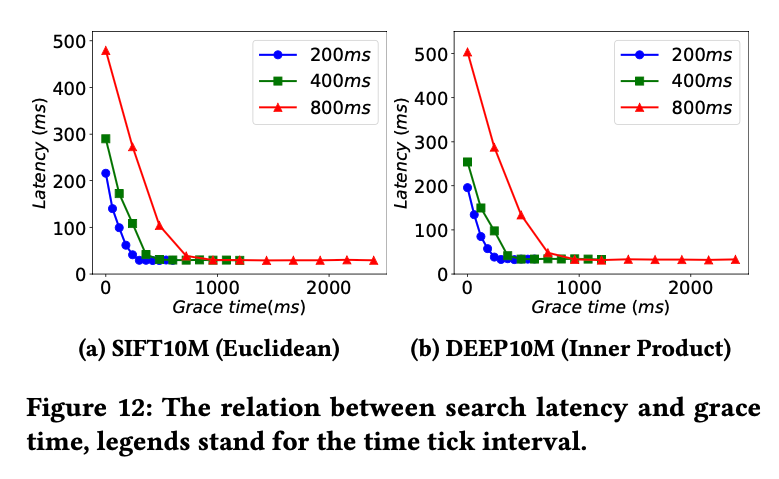 500
400
300
200
100
0
Latency (ms)
200ms
400ms
800ms
0
1000
2000
Grace time(ms)
(a) SIFT10M (Euclidean)
500
400
300
200
100
0
Latency (ms)
200ms
400ms
800ms
0
1000
2000
Grace time (ms)
(b) DEEP10M (Inner Product)
Figure 12: The relation between search latency and grace
time, legends stand for the time tick interval.